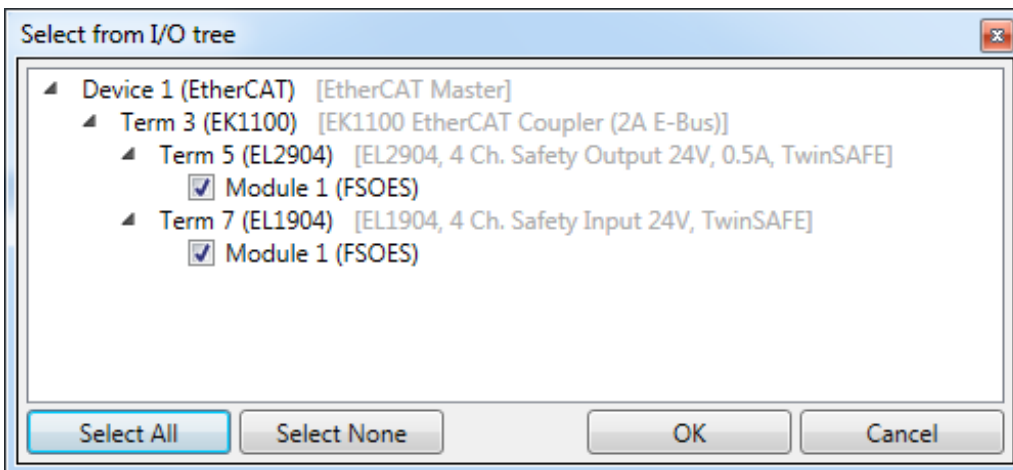 Select from I/O tree
Device 1 (EtherCAT) [EtherCAT Master]
Term 3 (EK1100) [EK1100 EtherCAT Coupler (2A E-Bus)]
Term 5 (EL2904) [EL2904, 4 Ch. Safety Output 24V, 0.5A, TwinSAFE]
Module 1 (FSOES)
Term 7 (EL1904) [EL1904, 4 Ch. Safety Input 24V, TwinSAFE]
Module 1 (FSOES)
Select All Select None OK Cancel